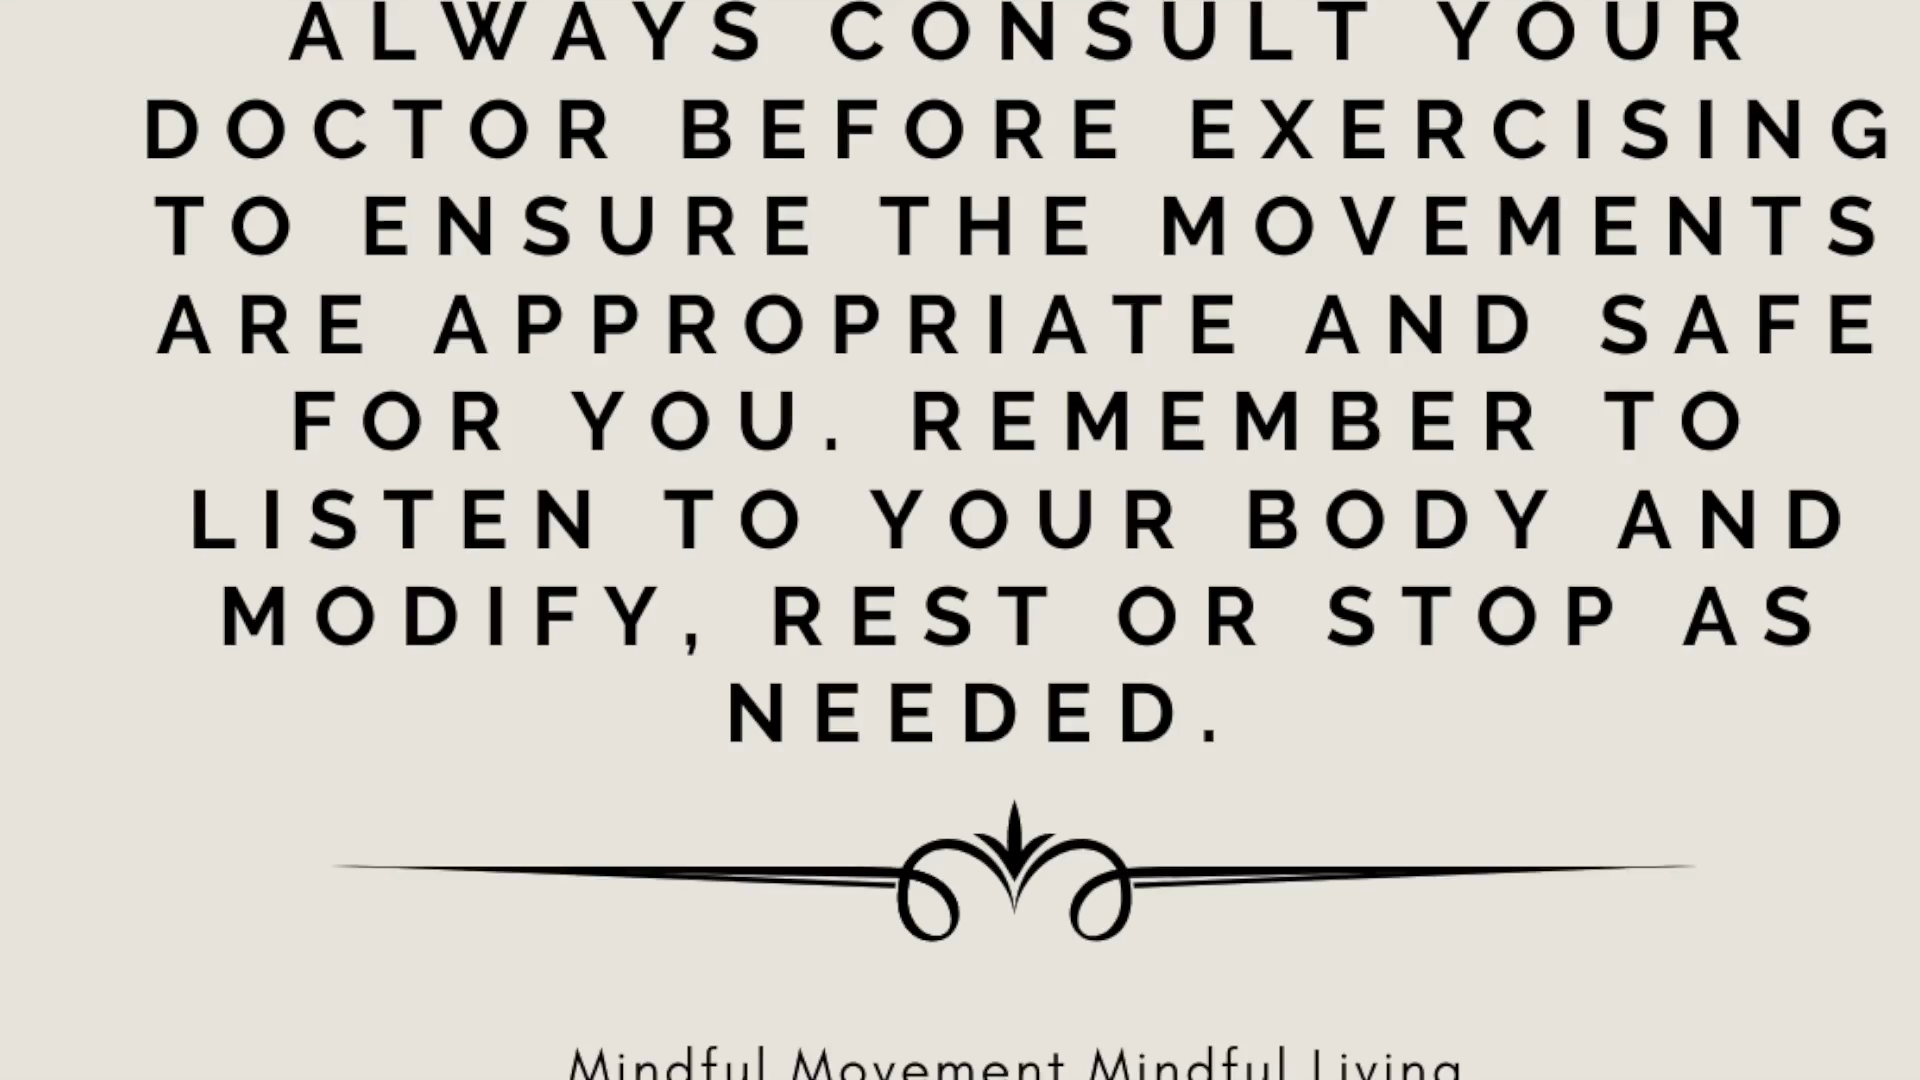 ALWAYS CONSULT YOUR
DOCTOR BEFORE EXERCISING
TO ENSURE THE MOVEMENTS
ARE APPROPRIATE AND SAFE
FOR YOU. REMEMBER TO
LISTEN TO YOUR BODY AND
MODIFY, REST OR STOP AS
NEEDED.
Mindful Movement Mindful Living